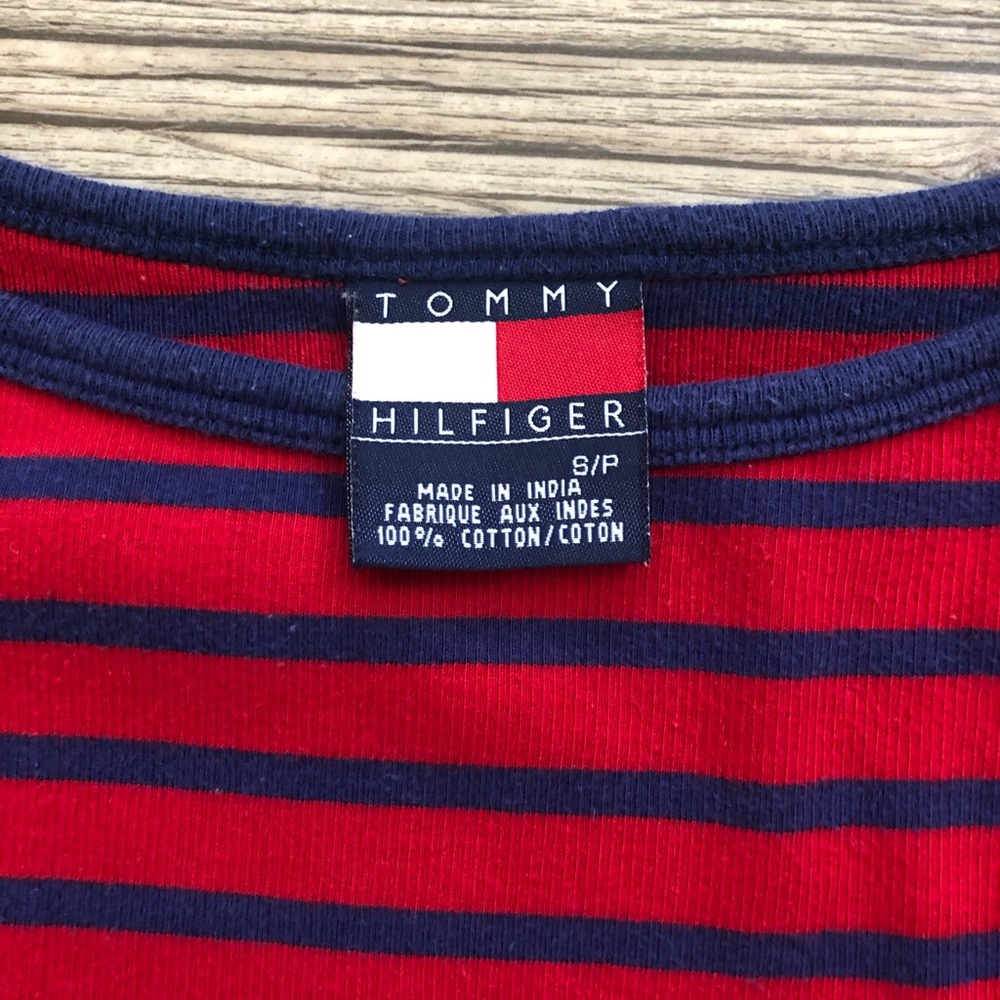 TOMMY
HILFIGER
S/P
MADE IN INDIA
FABRIQUE AUX INDES
100% COTTON/COTON